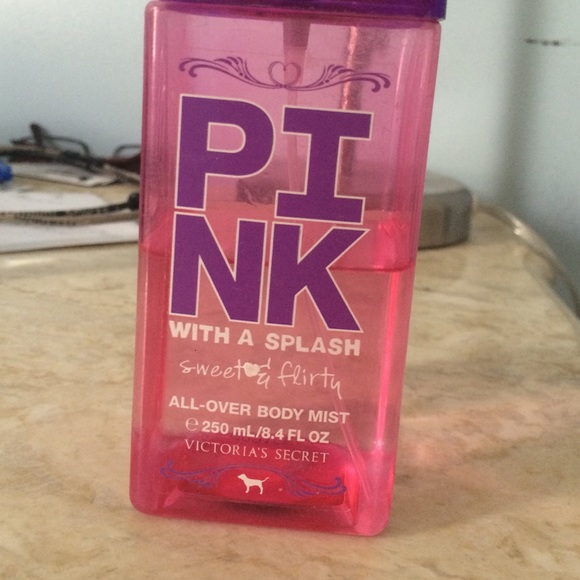 PI
NK
WITH A SPLASH
sweet & flirty
ALL-OVER BODY MIST
℮ 250 mL/8.4 FL OZ
VICTORIA'S SECRET